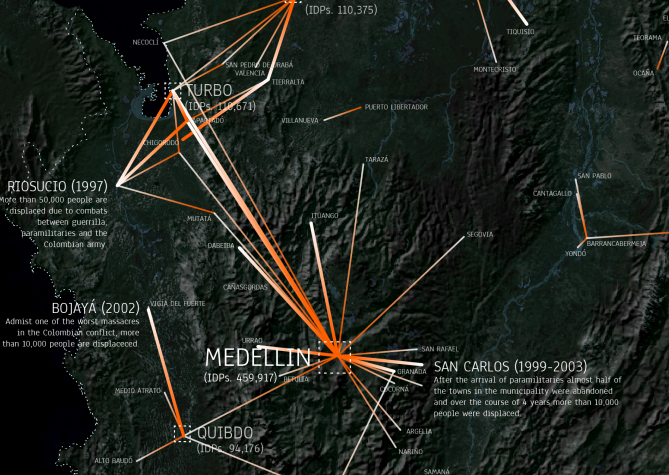 (IDPs. 110,375)
TIQUISIO
TEORAMA
NECOCLÍ
SAN PEDRO DE URABÁ
VALENCIA
TIERRALTA
MONTECRISTO
OCAÑA
TURBO
(IDPs. 110,671)
APARTADÓ
VILLANUEVA
PUERTO LIBERTADOR
CHIGORODÓ
TARAZÁ
SAN PABLO
CANTAGALLO
RIOSUCIO (1997)
More than 50,000 people are
displaced due to combats
between guerrilla,
paramilitaries and the
Colombian army.
MUTATÁ
ITUANGO
SEGOVIA
DABEIBA
BARRANCABERMEJA
YONDÓ
CAÑASGORDAS
BOJAYÁ (2002)
VIGÍA DEL FUERTE
Admist one of the worst massacres
in the Colombian conflict, more
than 10,000 people are displaceced.
URRAO
MEDELLIN
(IDPs. 459,917)
BETULIA
SAN RAFAEL
GRANADA
COCORNÁ
SAN CARLOS (1999-2003)
After the arrival of paramilitaries almost half of
the towns in the municipality were abandoned
and over the course of 4 years more than 10,000
people were displaced.
MEDIO ATRATO
QUIBDO
(IDPs. 94,176)
ARGELIA
NARIÑO
ALTO BAUDÓ
SAMANÁ